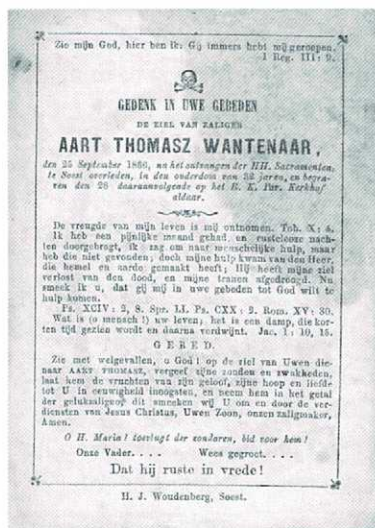 Zie mijn God, hier ben ik: Gij immers hebt mij geroepen.
1 Reg. III: 9.
GEDENK IN UWE GEBEDEN
DE ZIEL VAN ZALIGEN
AART THOMASZ WANTENAAR,
den 25 September 1866, na het ontvangen der HH. Sacramenten,
te Soest overleden, in den ouderdom van 32 jaren, en begra-
ven den 28 daaraanvolgende op het R. K. Par. Kerkhof
aldaar.
De vreugde van mijn leven is mij ontnomen. Tob. X: 4.
Ik heb een pijnlijke maand gehad, en rustelooze nach-
ten doorgebragt, ik zag om naar menschelijke hulp, maar
heb die niet gevonden; doch mijne hulp kwam van den Heer,
die hemel en aarde gemaakt heeft; Hij heeft mijne ziel
verlost van den dood, en mijne tranen afgedroogd. Nu
smeek ik u, dat gij mij in uwe gebeden tot God wilt te
hulp komen.
Ps. XCIV: 2, 8. Spr. LI. Ps. CXX: 2. Rom. XV: 30.
Wat is (o mensch!) uw leven; het is een damp, die kor-
ten tijd gezien wordt en daarna verdwijnt. Jac. 1: 10, 15.
GEBED.
Zie met welgevallen, u God! op de ziel van Uwen die-
naar AART THOMASZ, vergeef zijne zonden en zwakheden,
laat hem de vruchten van zijn geloof, zijne hoop en liefde
tot U in eeuwigheid inoogsten, en neem hem in het getal
der gelukzaligen op: dit smeeken wij U om en door de ver-
diensten van Jesus Christus, Uwen Zoon, onzen zaligmaker,
Amen.
O H. Maria! toevlugt der zondaren, bid voor hem!
Onze Vader. . . . Wees gegroet. . . . .
Dat hij ruste in vrede!
H. J. Woudenberg, Soest.